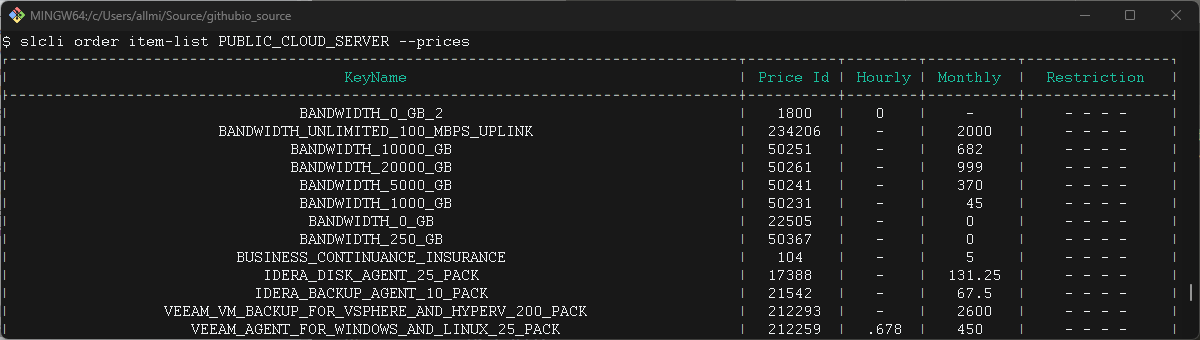 MINGW64:/c/Users/allmi/Source/githubio_source
$ slcli order item-list PUBLIC_CLOUD_SERVER --prices
KeyName Price Id Hourly Monthly Restriction
BANDWIDTH_0_GB_2 1800 0 - - - - -
BANDWIDTH_UNLIMITED_100_MBPS_UPLINK 234206 - 2000 - - - -
BANDWIDTH_10000_GB 50251 - 682 - - - -
BANDWIDTH_20000_GB 50261 - 999 - - - -
BANDWIDTH_5000_GB 50241 - 370 - - - -
BANDWIDTH_1000_GB 50231 - 45 - - - -
BANDWIDTH_0_GB 22505 - 0 - - - -
BANDWIDTH_250_GB 50367 - 0 - - - -
BUSINESS_CONTINUANCE_INSURANCE 104 - 5 - - - -
IDERA_DISK_AGENT_25_PACK 17388 - 131.25 - - - -
IDERA_BACKUP_AGENT_10_PACK 21542 - 67.5 - - - -
VEEAM_VM_BACKUP_FOR_VSPHERE_AND_HYPERV_200_PACK 212293 - 2600 - - - -
VEEAM_AGENT_FOR_WINDOWS_AND_LINUX_25_PACK 212259 .678 450 - - - -